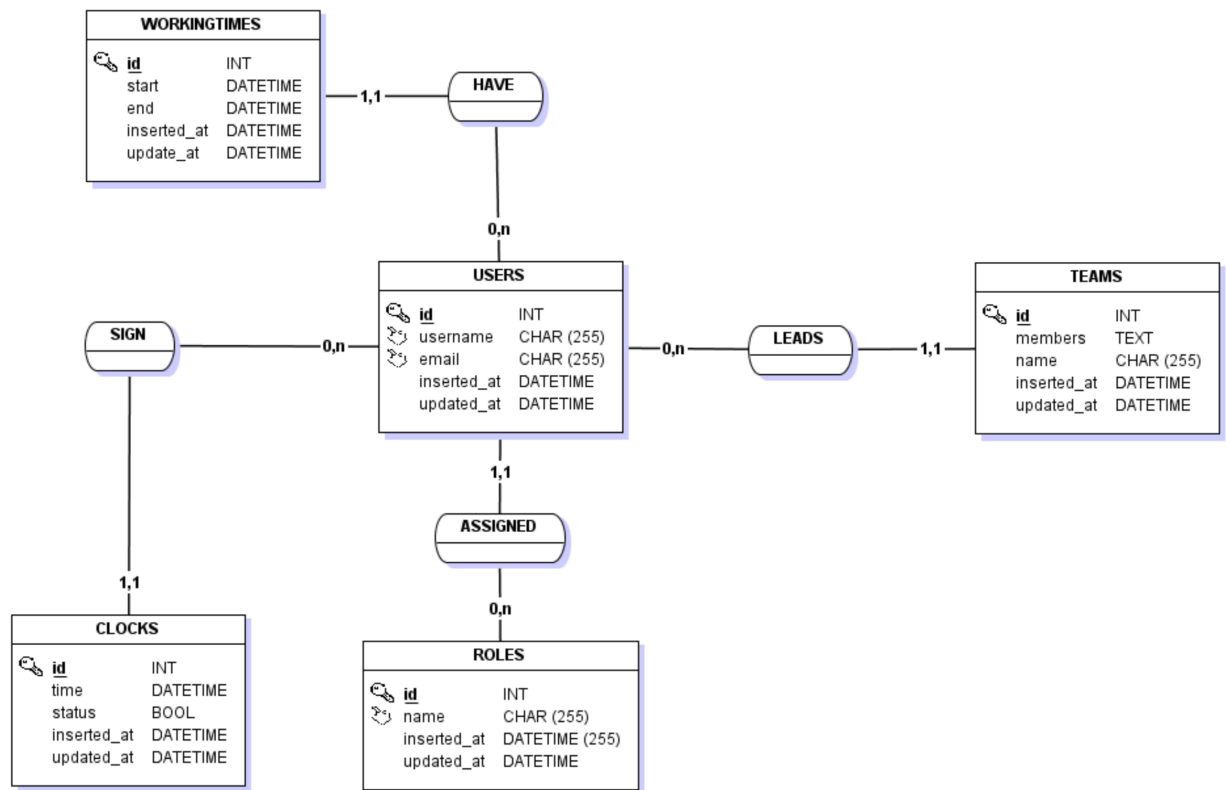 WORKINGTIMES
id INT
start DATETIME
end DATETIME
inserted_at DATETIME
update_at DATETIME
1,1
HAVE
0,n
USERS
id INT
username CHAR (255)
email CHAR (255)
inserted_at DATETIME
updated_at DATETIME
SIGN
0,n
0,n
LEADS
1,1
TEAMS
id INT
members TEXT
name CHAR (255)
inserted_at DATETIME
updated_at DATETIME
1,1
ASSIGNED
0,n
1,1
CLOCKS
id INT
time DATETIME
status BOOL
inserted_at DATETIME
updated_at DATETIME
ROLES
id INT
name CHAR (255)
inserted_at DATETIME (255)
updated_at DATETIME